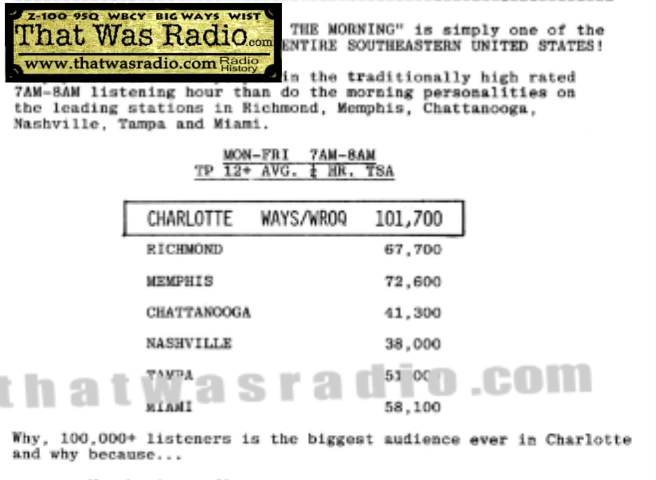 Z-100 95Q WBCY BIG WAYS WIST
That Was Radio.com
www.thatwasradio.com Radio History
THE MORNING" is simply one of the
ENTIRE SOUTHEASTERN UNITED STATES!
in the traditionally high rated
7AM-8AM listening hour than do the morning personalities on
the leading stations in Richmond, Memphis, Chattanooga,
Nashville, Tampa and Miami.
MON-FRI 7AM-8AM
TP 12+ AVG. ¼ HR. TSA
CHARLOTTE WAYS/WROQ 101,700
RICHMOND 67,700
MEMPHIS 72,600
CHATTANOOGA 41,300
NASHVILLE 38,000
TAMPA
thatwasradio.com
MIAMI 58,100
Why, 100,000+ listeners is the biggest audience ever in Charlotte
and why because...